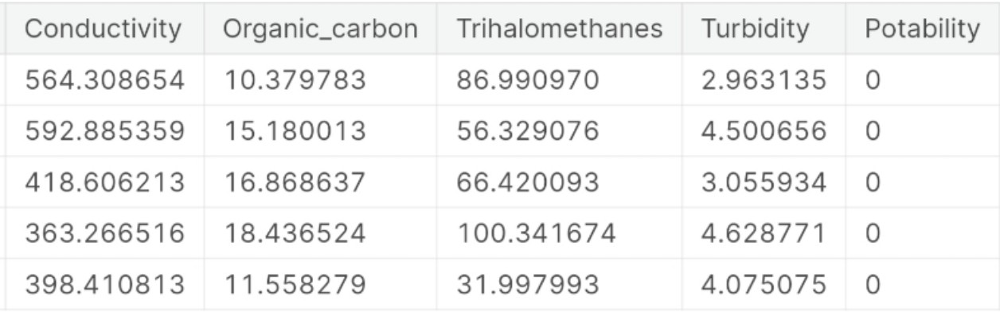 Conductivity Organic_carbon Trihalomethanes Turbidity Potability
564.308654 10.379783 86.990970 2.963135 0
592.885359 15.180013 56.329076 4.500656 0
418.606213 16.868637 66.420093 3.055934 0
363.266516 18.436524 100.341674 4.628771 0
398.410813 11.558279 31.997993 4.075075 0